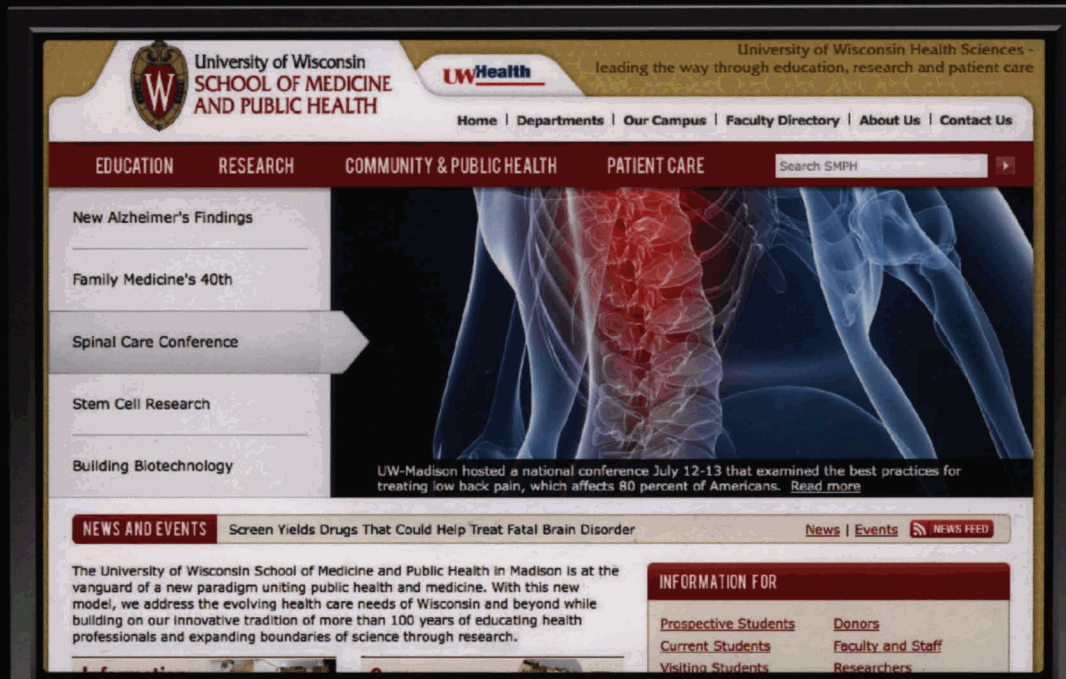 University of Wisconsin
SCHOOL OF MEDICINE
AND PUBLIC HEALTH
W
UWHealth
University of Wisconsin Health Sciences -
leading the way through education, research and patient care
Home | Departments | Our Campus | Faculty Directory | About Us | Contact Us
EDUCATION RESEARCH COMMUNITY & PUBLIC HEALTH PATIENT CARE Search SMPH
New Alzheimer's Findings
Family Medicine's 40th
Spinal Care Conference
Stem Cell Research
Building Biotechnology
UW-Madison hosted a national conference July 12-13 that examined the best practices for
treating low back pain, which affects 80 percent of Americans. Read more
NEWS AND EVENTS Screen Yields Drugs That Could Help Treat Fatal Brain Disorder News | Events NEWS FEED
The University of Wisconsin School of Medicine and Public Health in Madison is at the
vanguard of a new paradigm uniting public health and medicine. With this new
model, we address the evolving health care needs of Wisconsin and beyond while
building on our innovative tradition of more than 100 years of educating health
professionals and expanding boundaries of science through research.
INFORMATION FOR
Prospective Students Donors
Current Students Faculty and Staff
Visiting Students Researchers